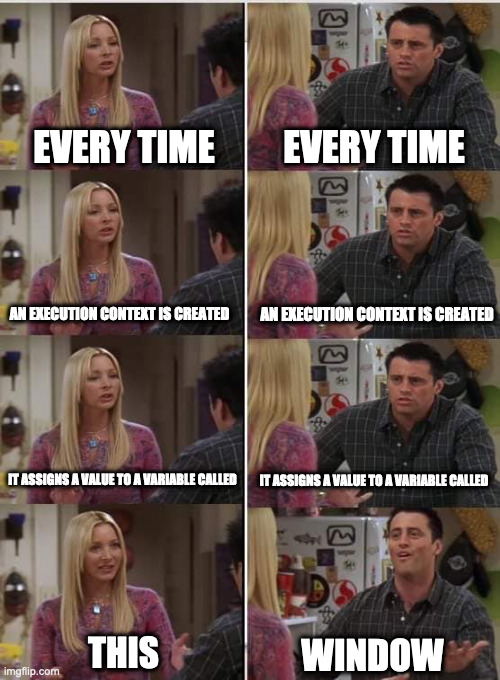 EVERY TIME
EVERY TIME
AN EXECUTION CONTEXT IS CREATED
AN EXECUTION CONTEXT IS CREATED
IT ASSIGNS A VALUE TO A VARIABLE CALLED
IT ASSIGNS A VALUE TO A VARIABLE CALLED
THIS
WINDOW
imgflip.com